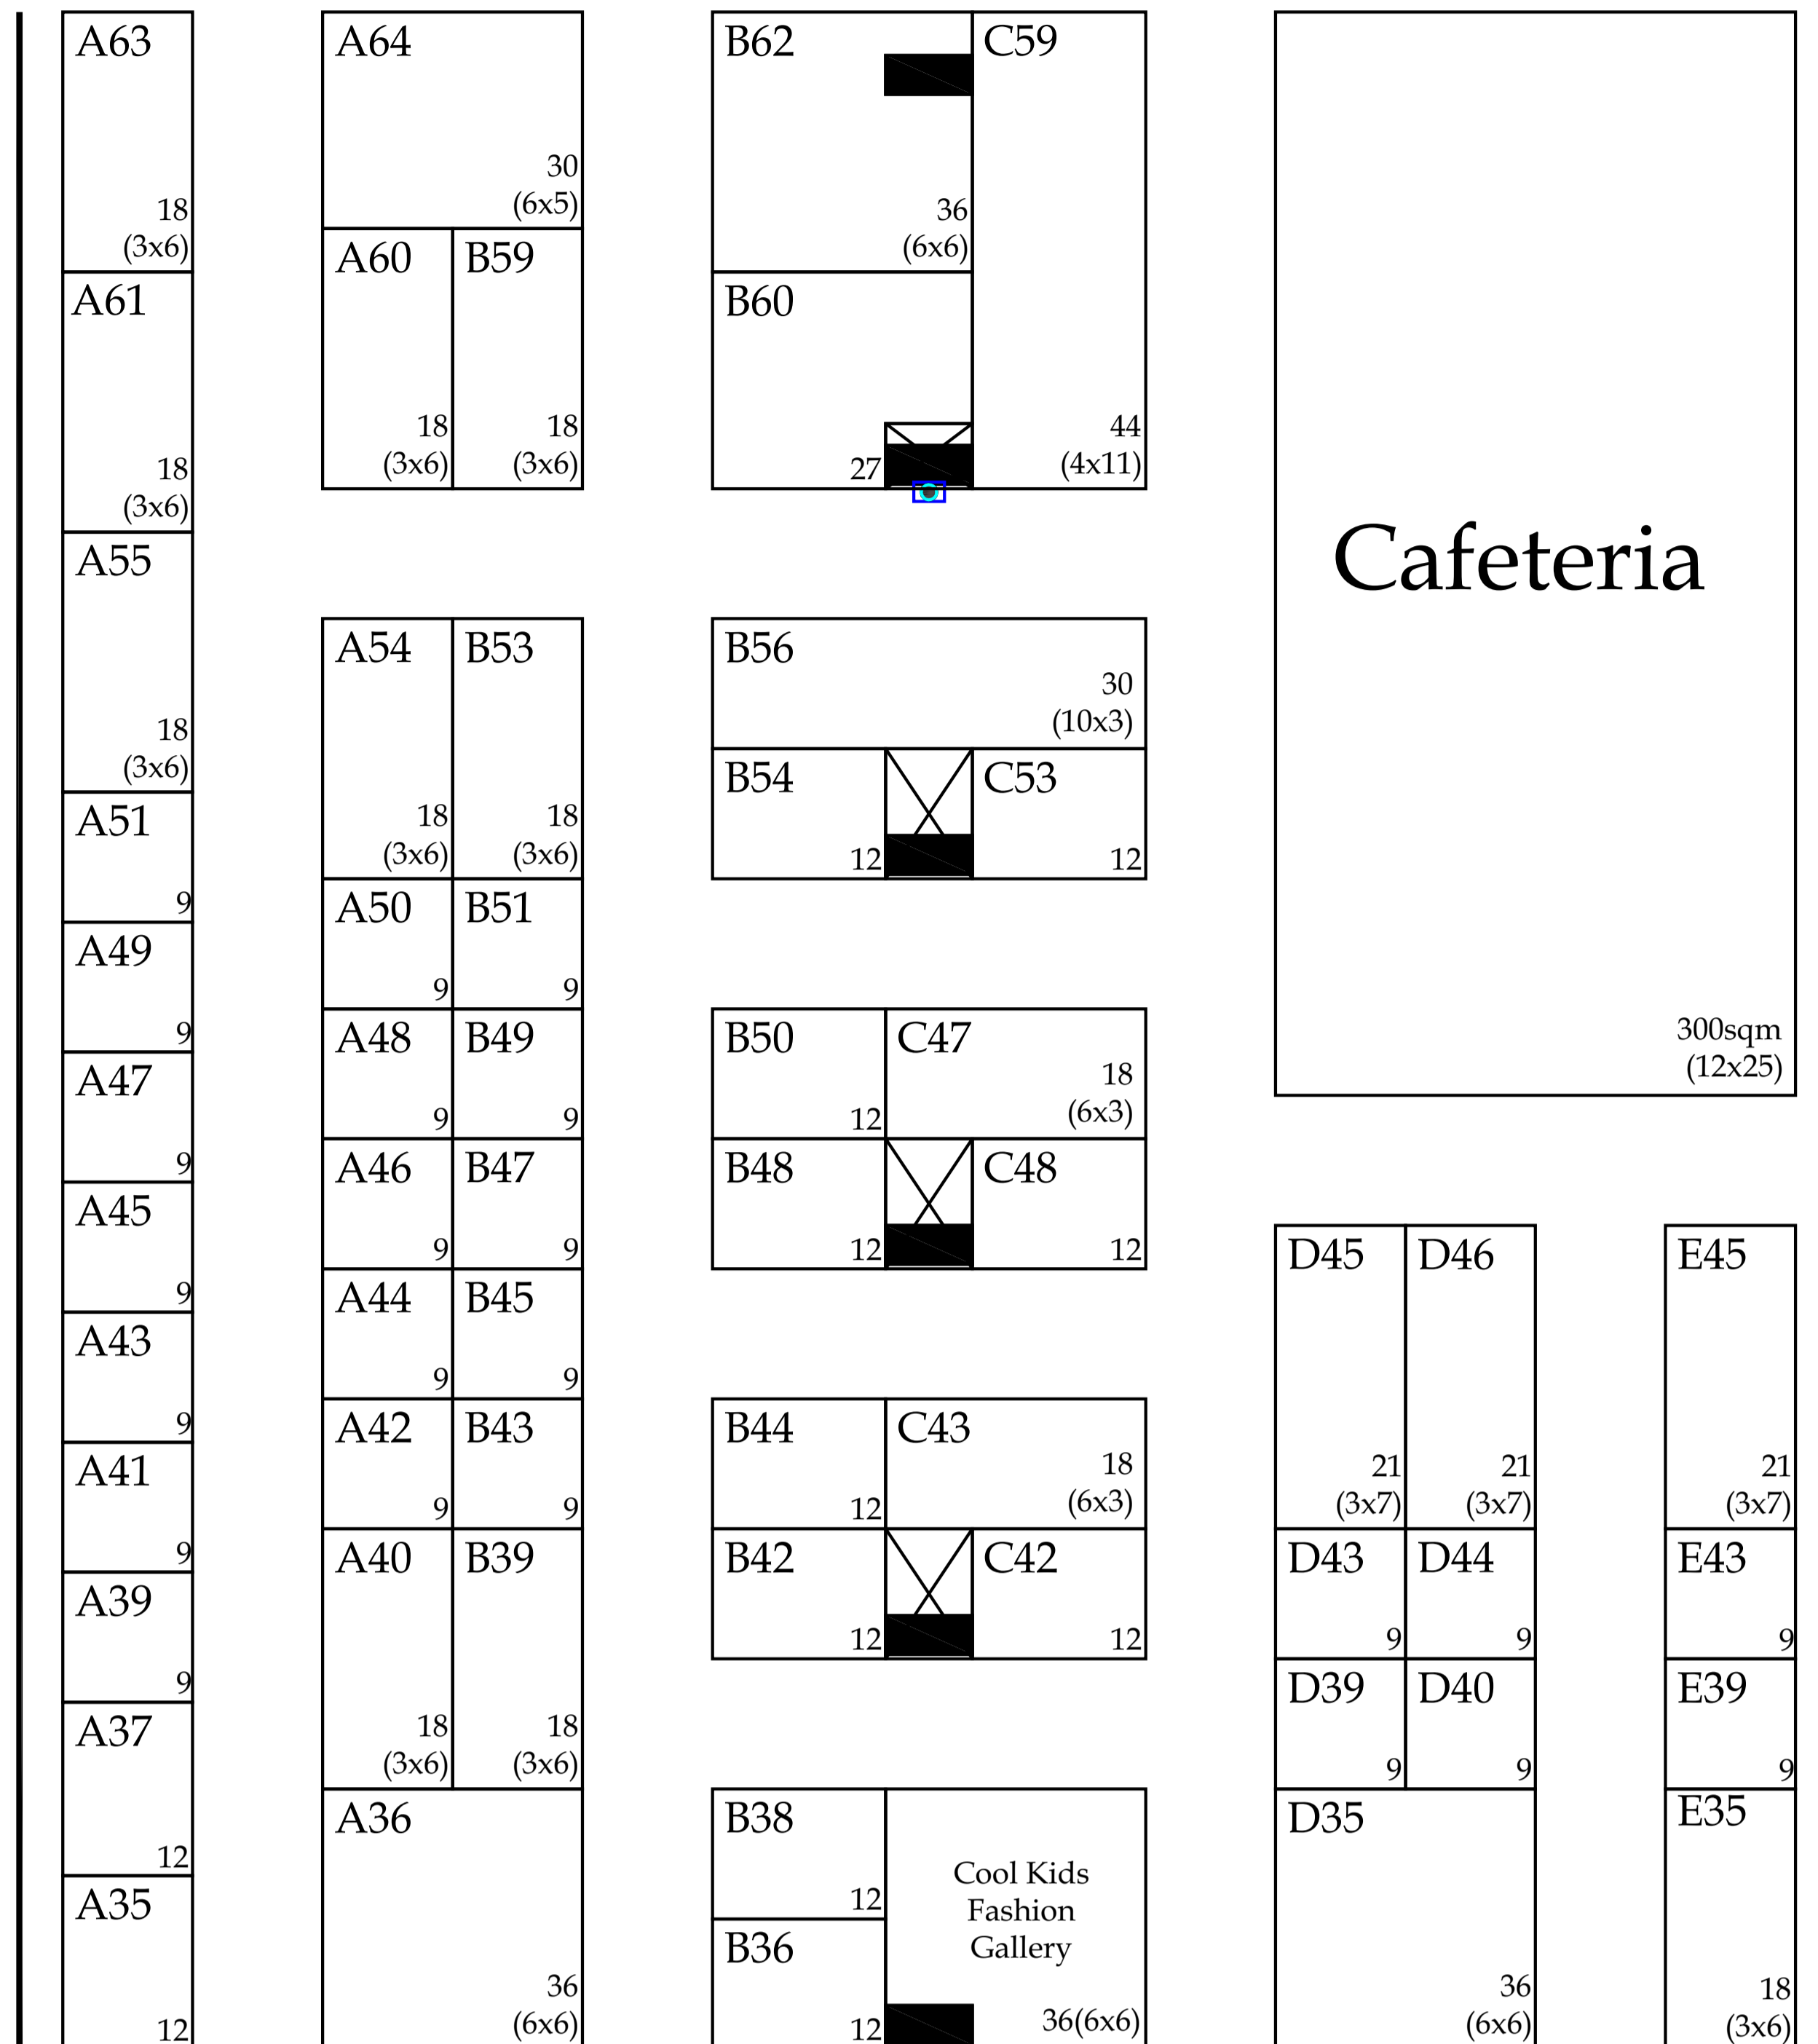 A63
18
(3x6)
A61
18
(3x6)
A55
18
(3x6)
A51
9
A49
9
A47
9
A45
9
A43
9
A41
9
A39
9
A37
12
A35
12
A64
30
(6x5)
A60
18
(3x6)
B59
18
(3x6)
A54
18
(3x6)
B53
18
(3x6)
A50
9
B51
9
A48
9
B49
9
A46
9
B47
9
A44
9
B45
9
A42
9
B43
9
A40
18
(3x6)
B39
18
(3x6)
A36
36
(6x6)
B62
36
(6x6)
C59
44
(4x11)
B60
27
B56
30
(10x3)
B54
12
C53
12
B50
12
C47
18
(6x3)
B48
12
C48
12
B44
12
C43
18
(6x3)
B42
12
C42
12
B38
12
B36
12
Cool Kids
Fashion
Gallery
36(6x6)
Cafeteria
300sqm
(12x25)
D45
21
(3x7)
D46
21
(3x7)
D43
9
D44
9
D39
9
D40
9
D35
36
(6x6)
E45
21
(3x7)
E43
9
E39
9
E35
18
(3x6)